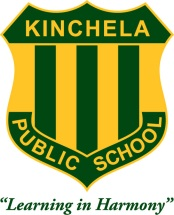 KINCHELA
PUBLIC SCHOOL
“Learning in Harmony”